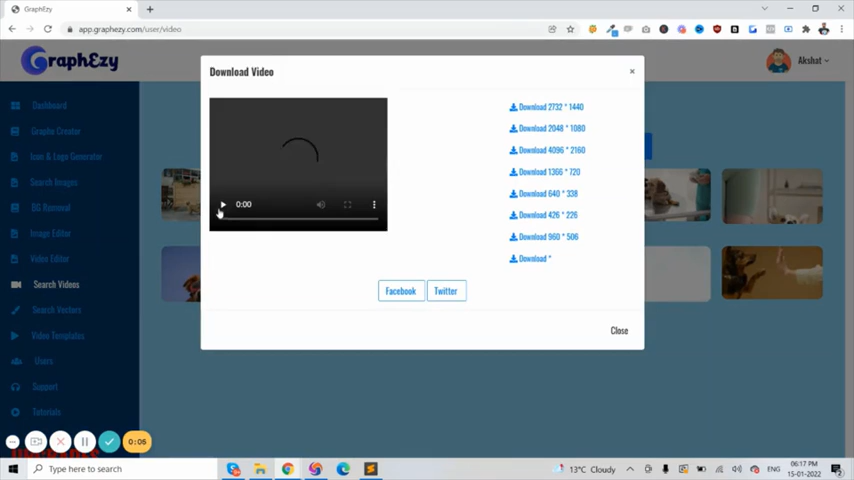 GraphEzy
app.graphezy.com/user/video
GraphEzy
Akshat
Dashboard
Graphc Creator
Icon & Logo Generator
Search Images
BG Removal
Image Editor
Video Editor
Search Videos
Search Vectors
Video Templates
Users
Support
Tutorials
Download Video
×
0:00
Download 2732 * 1440
Download 2048 * 1080
Download 4096 * 2160
Download 1366 * 720
Download 640 * 338
Download 426 * 226
Download 960 * 506
Download *
Facebook
Twitter
Close
0:06
Type here to search
13°C Cloudy
ENG
06:17 PM
15-01-2022
2